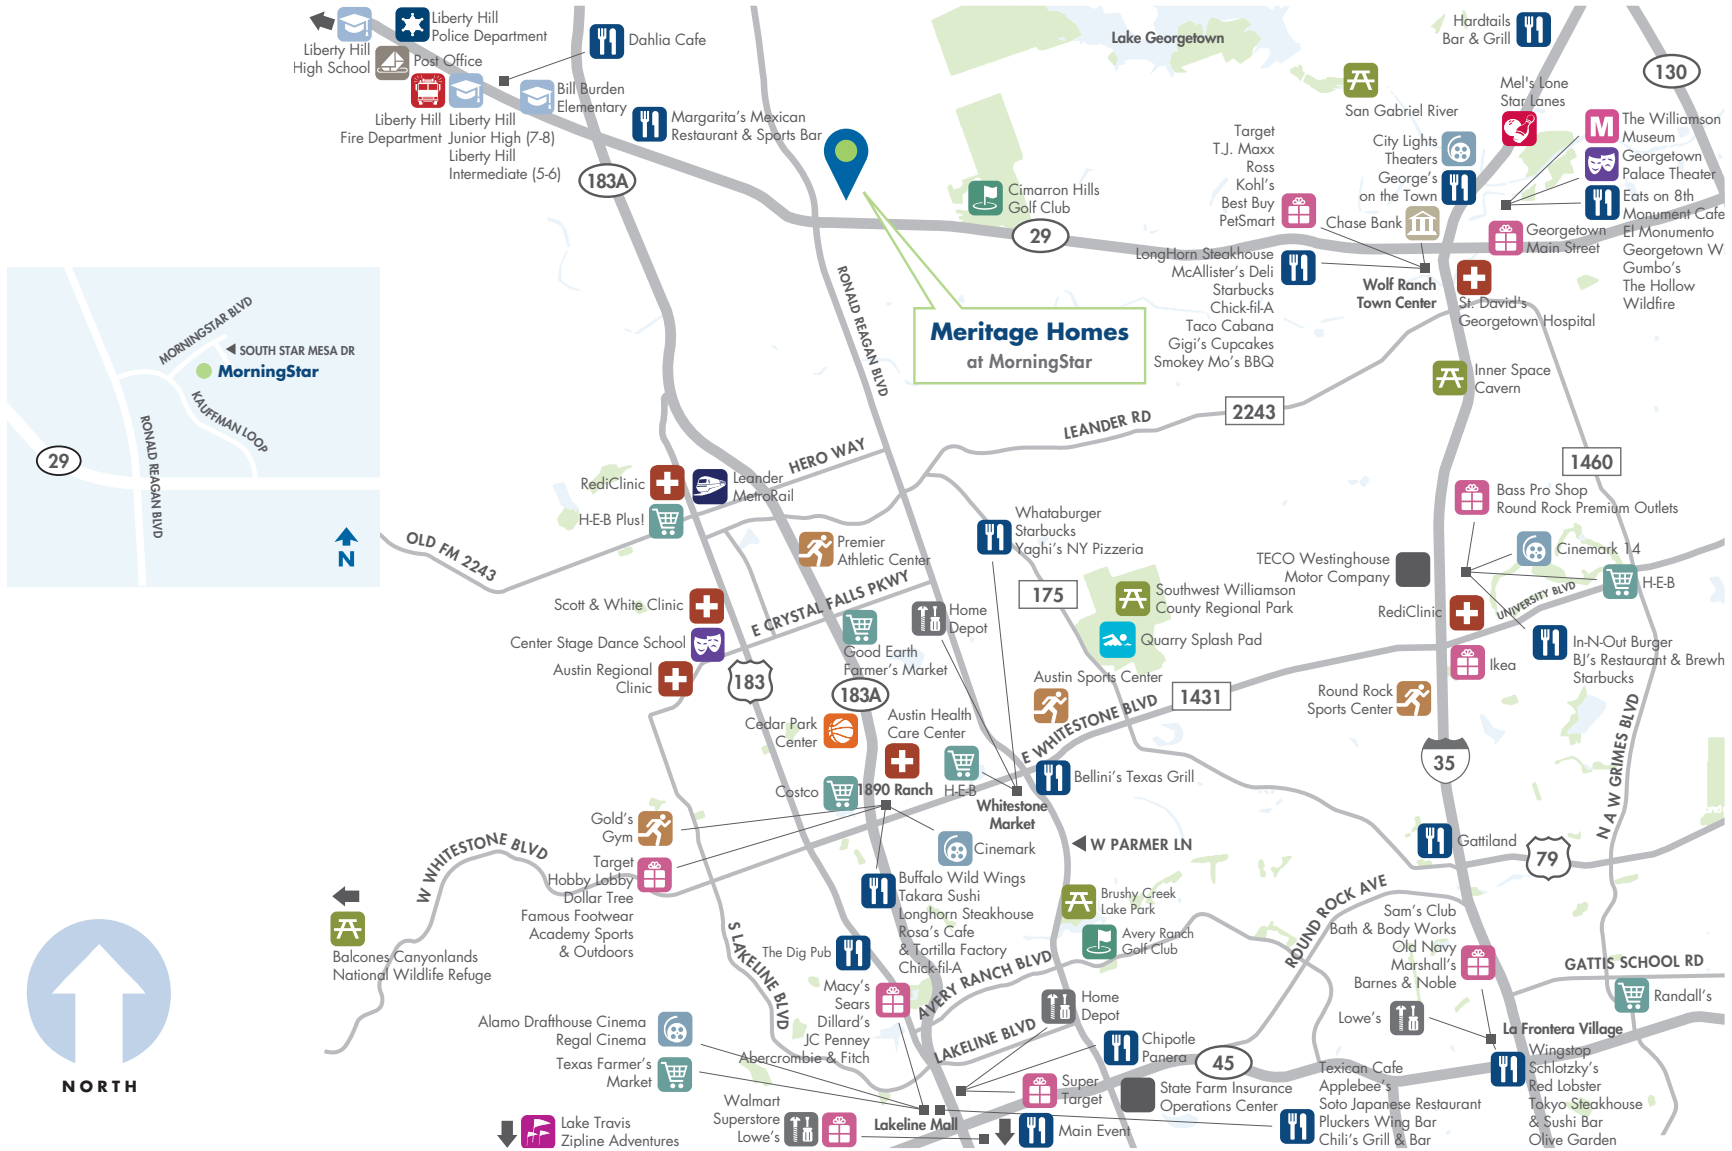 Liberty Hill
High School
Liberty Hill
Police Department
Post Office
Dahlia Cafe
Liberty Hill
Fire Department
Liberty Hill
Junior High (7-8)
Liberty Hill
Intermediate (5-6)
Bill Burden
Elementary
Margarita's Mexican
Restaurant & Sports Bar
183A
Lake Georgetown
Cimarron Hills
Golf Club
29
Hardtails
Bar & Grill
130
San Gabriel River
Mel's Lone
Star Lanes
M
The Williamson
Museum
Georgetown
Palace Theater
Eats on 8th
Monument Cafe
El Monumento
Georgetown W
Gumbo's
The Hollow
Wildfire
City Lights
Theaters
George's
on the Town
Chase Bank
Target
T.J. Maxx
Ross
Kohl's
Best Buy
PetSmart
Georgetown
Main Street
LongHorn Steakhouse
McAllister's Deli
Starbucks
Chick-fil-A
Taco Cabana
Gigi's Cupcakes
Smokey Mo's BBQ
Wolf Ranch
Town Center
St. David's
Georgetown Hospital
Inner Space
Cavern
Meritage Homes
at MorningStar
RONALD REAGAN BLVD
MORNINGSTAR BLVD
SOUTH STAR MESA DR
MorningStar
KAUFFMAN LOOP
RONALD REAGAN BLVD
29
N
LEANDER RD
2243
1460
HERO WAY
OLD FM 2243
RediClinic
Leander
MetroRail
H-E-B Plus!
Premier
Athletic Center
E CRYSTAL FALLS PKWY
Whataburger
Starbucks
Yaghi's NY Pizzeria
175
Southwest Williamson
County Regional Park
Quarry Splash Pad
Bass Pro Shop
Round Rock Premium Outlets
Cinemark 14
TECO Westinghouse
Motor Company
H-E-B
UNIVERSITY BLVD
RediClinic
In-N-Out Burger
BJ's Restaurant & Brewh
Starbucks
Ikea
Round Rock
Sports Center
Scott & White Clinic
Center Stage Dance School
Austin Regional
Clinic
183
Good Earth
Farmer's Market
Home
Depot
183A
Austin Sports Center
E WHITESTONE BLVD
1431
35
N A W GRIMES BLVD
Cedar Park
Center
Austin Health
Care Center
Costco
1890 Ranch
H-E-B
Whitestone
Market
Bellini's Texas Grill
W PARMER LN
Gold's
Gym
Cinemark
Gattiland
79
W WHITESTONE BLVD
Target
Hobby Lobby
Dollar Tree
Famous Footwear
Academy Sports
& Outdoors
Buffalo Wild Wings
Takara Sushi
Longhorn Steakhouse
Rosa's Cafe
& Tortilla Factory
Chick-fil-A
Brushy Creek
Lake Park
Avery Ranch
Golf Club
ROUND ROCK AVE
Sam's Club
Bath & Body Works
Old Navy
Marshall's
Barnes & Noble
GATTIS SCHOOL RD
Randall's
Balcones Canyonlands
National Wildlife Refuge
S LAKELINE BLVD
The Dig Pub
AVERY RANCH BLVD
Macy's
Sears
Dillard's
JC Penney
Abercrombie & Fitch
Home
Depot
LAKELINE BLVD
Lowe's
La Frontera Village
Alamo Drafthouse Cinema
Regal Cinema
Texas Farmer's
Market
Chipotle
Panera
45
Super
Target
State Farm Insurance
Operations Center
Texican Cafe
Applebee's
Soto Japanese Restaurant
Pluckers Wing Bar
Chili's Grill & Bar
Wingstop
Schlotzky's
Red Lobster
Tokyo Steakhouse
& Sushi Bar
Olive Garden
Lake Travis
Zipline Adventures
Walmart
Superstore
Lowe's
Lakeline Mall
Main Event
NORTH